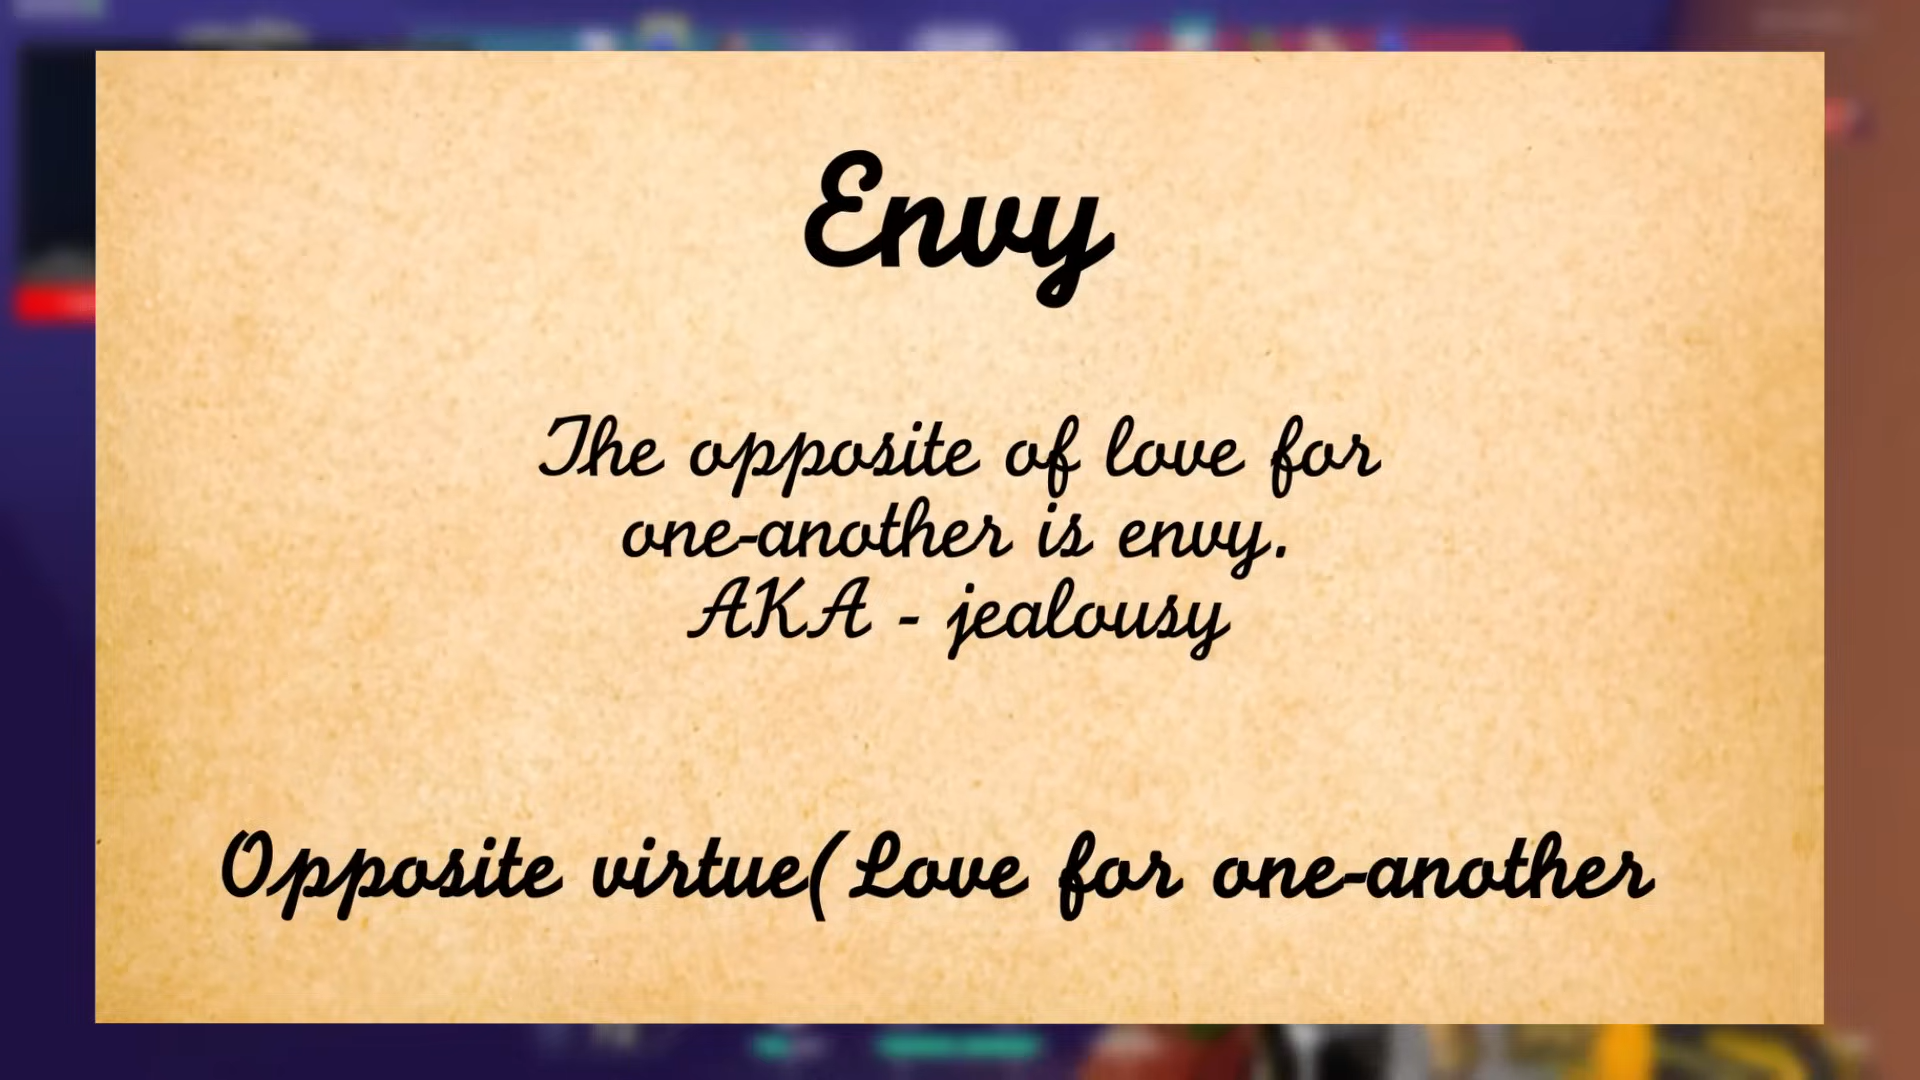 Envy
The opposite of love for
one-another is envy.
AKA - jealousy
Opposite virtue(Love for one-another